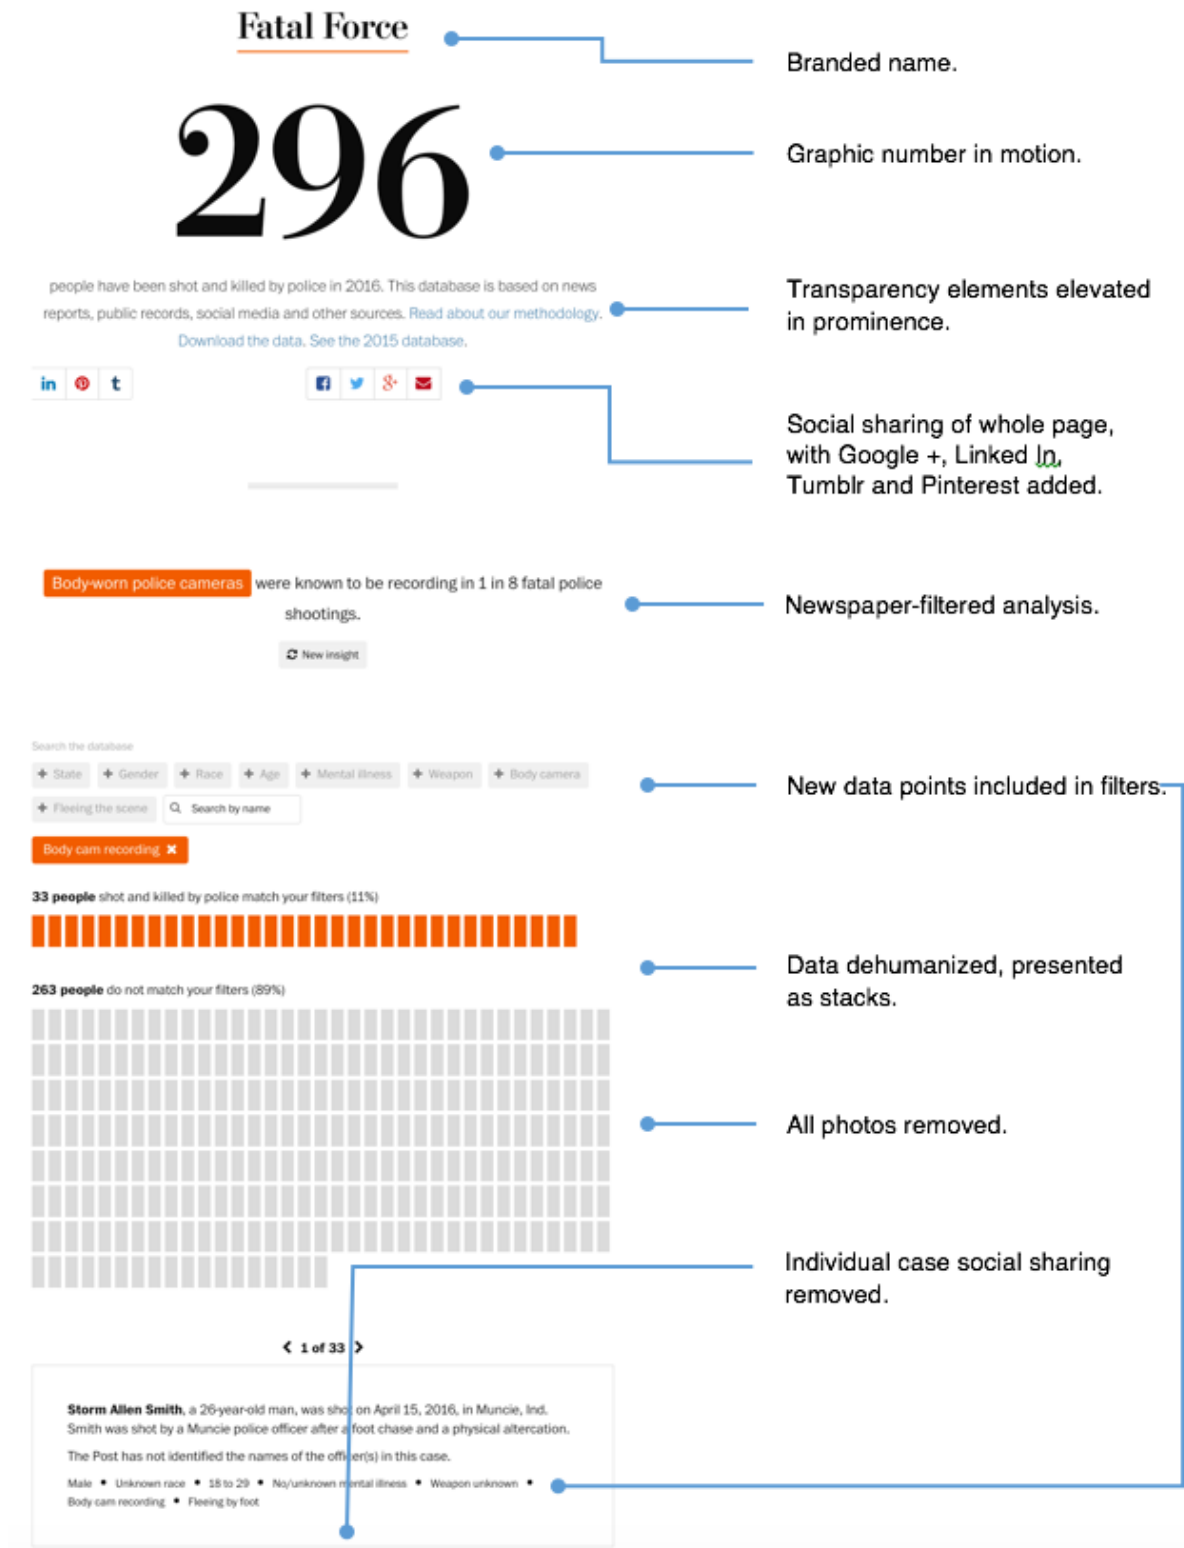 Fatal Force
Branded name.
296
Graphic number in motion.
people have been shot and killed by police in 2016. This database is based on news
reports, public records, social media and other sources. Read about our methodology.
Download the data. See the 2015 database.
Transparency elements elevated
in prominence.
in t
f 8+
Social sharing of whole page,
with Google +, Linked In,
Tumblr and Pinterest added.
Body-worn police cameras were known to be recording in 1 in 8 fatal police
shootings.
New insight
Newspaper-filtered analysis.
Search the database
+ State + Gender + Race + Age + Mental illness + Weapon + Body camera
+ Fleeing the scene Search by name
New data points included in filters.
Body cam recording ✖
33 people shot and killed by police match your filters (11%)
263 people do not match your filters (89%)
Data dehumanized, presented
as stacks.
All photos removed.
Individual case social sharing
removed.
< 1 of 33 >
Storm Allen Smith, a 26-year-old man, was shot on April 15, 2016, in Muncie, Ind.
Smith was shot by a Muncie police officer after a foot chase and a physical altercation.
The Post has not identified the names of the officer(s) in this case.
Male • Unknown race • 18 to 29 • No/unknown mental illness • Weapon unknown •
Body cam recording • Fleeing by foot